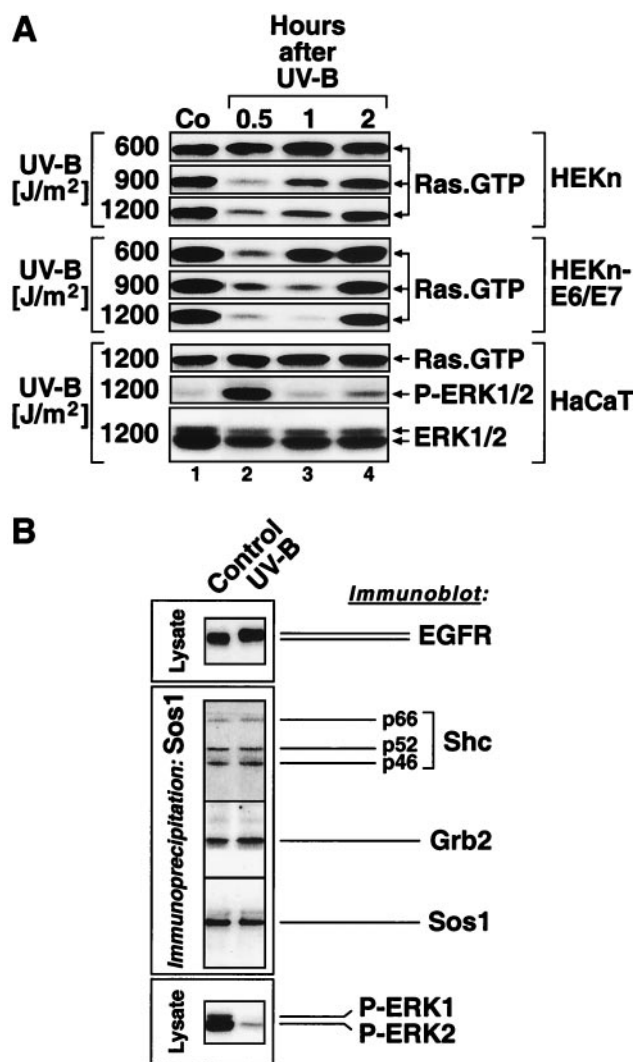 A
Hours
after
UV-B
Co 0.5 1 2
UV-B
[J/m²]
600
900
1200
Ras.GTP
HEKn
UV-B
[J/m²]
600
900
1200
Ras.GTP
HEKn-
E6/E7
UV-B
[J/m²]
1200
Ras.GTP
1200
P-ERK1/2
1200
ERK1/2
HaCaT
1 2 3 4
B
Control
UV-B
Immunoblot:
Lysate
EGFR
Immunoprecipitation: Sos1
p66
p52
p46
Shc
Grb2
Sos1
Lysate
P-ERK1
P-ERK2